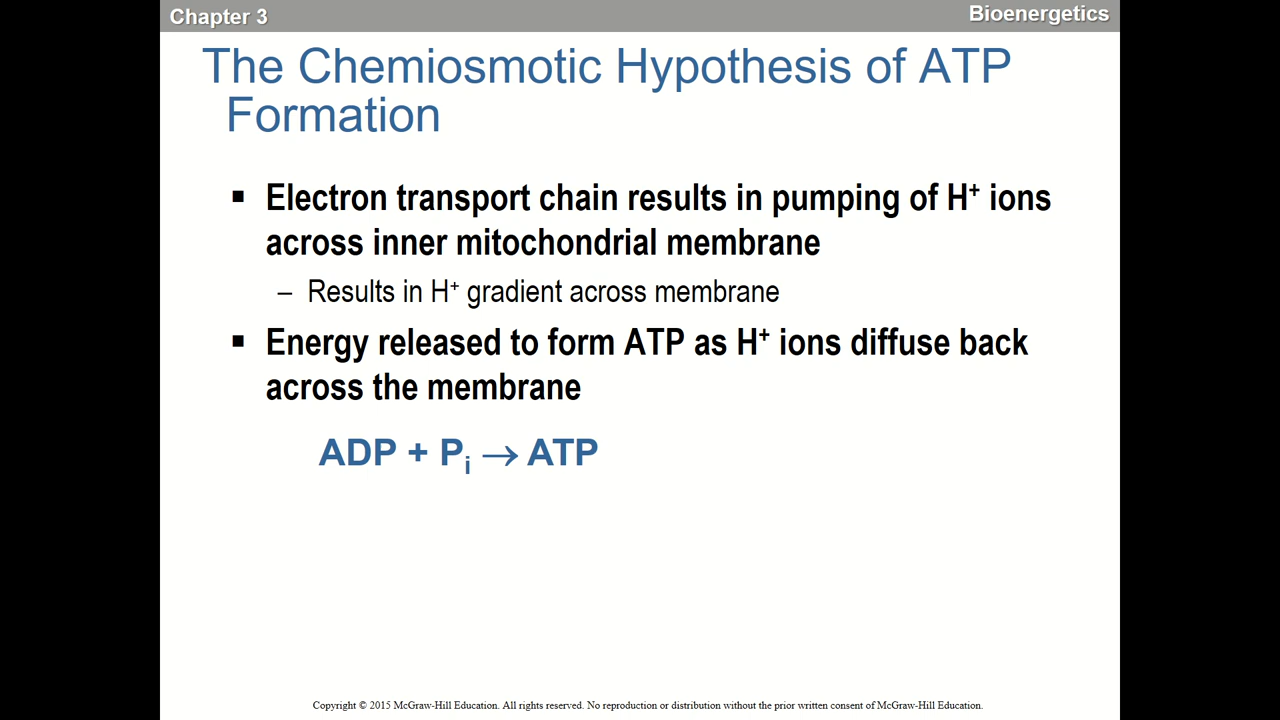 Chapter 3
Bioenergetics
The Chemiosmotic Hypothesis of ATP
Formation
▪ Electron transport chain results in pumping of H⁺ ions
across inner mitochondrial membrane
– Results in H⁺ gradient across membrane
▪ Energy released to form ATP as H⁺ ions diffuse back
across the membrane
ADP + Pᵢ → ATP
Copyright © 2015 McGraw-Hill Education. All rights reserved. No reproduction or distribution without the prior written consent of McGraw-Hill Education.